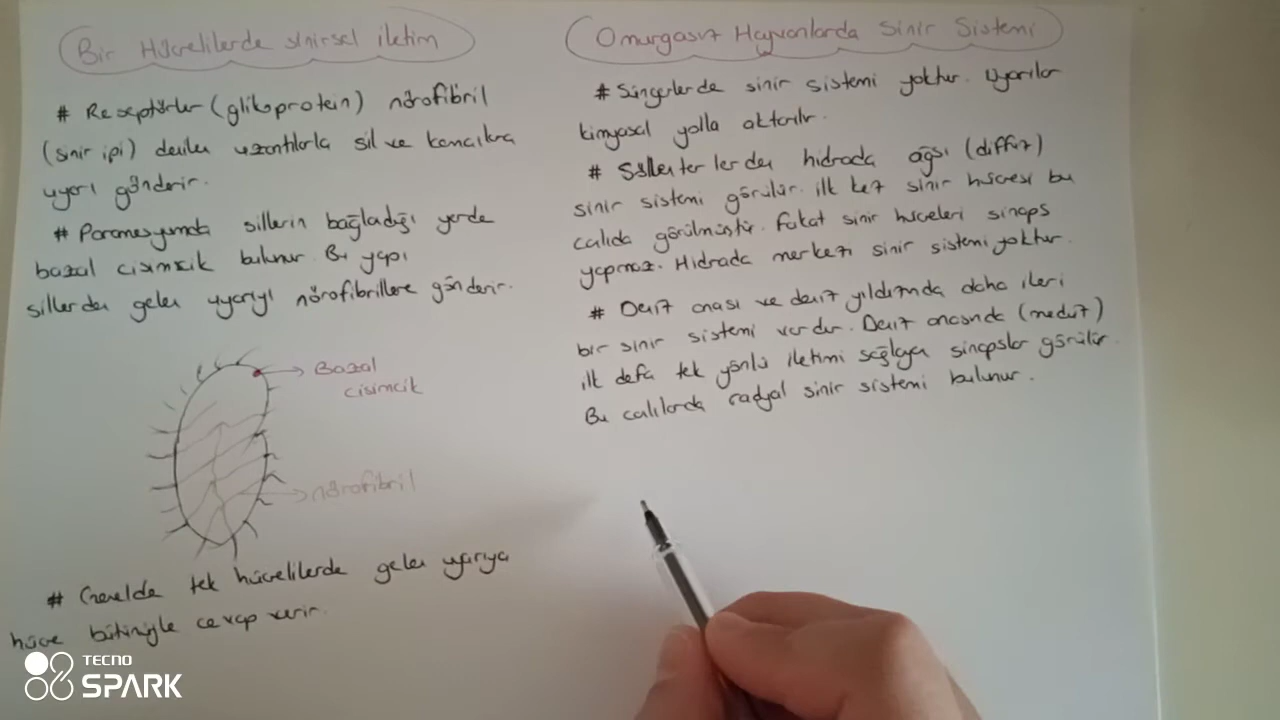 Bir Hücrelilerde sinirsel iletim
# Reseptörler (glikoprotein) nörofibril
(sinir ipi) denilen uzantılarla sil ve kamçılara
uyarı gönderir.
# Paramesyumda sillerin bağladığı yerde
bazal cisimcik bulunur. Bu yapı
sillerden gelen uyarıyı nörofibrillere gönderir.
Bazal
cisimcik
nörofibril
# Genelde tek hücrelilerde gelen uyarıya
hücre bütünüyle cevap verir.
Omurgasız Hayvanlarda Sinir Sistemi
# Süngerlerde sinir sistemi yoktur. Uyarılar
kimyasal yolla aktarılır.
# Sölenterlerden hidrada ağsı (diffüz)
sinir sistemi görülür. ilk kez sinir hücresi bu
calıda görülmüştür. Fakat sinir hücreleri sinaps
yapmaz. Hidrada merkezi sinir sistemi yoktur.
# Deniz anası ve deniz yıldızında daha ileri
bir sinir sistemi vardır. Deniz anasında (medüz)
ilk defa tek yönlü iletimi sağlayan sinapslar görülür.
Bu calılarda radyal sinir sistemi bulunur.
TECNO
SPARK